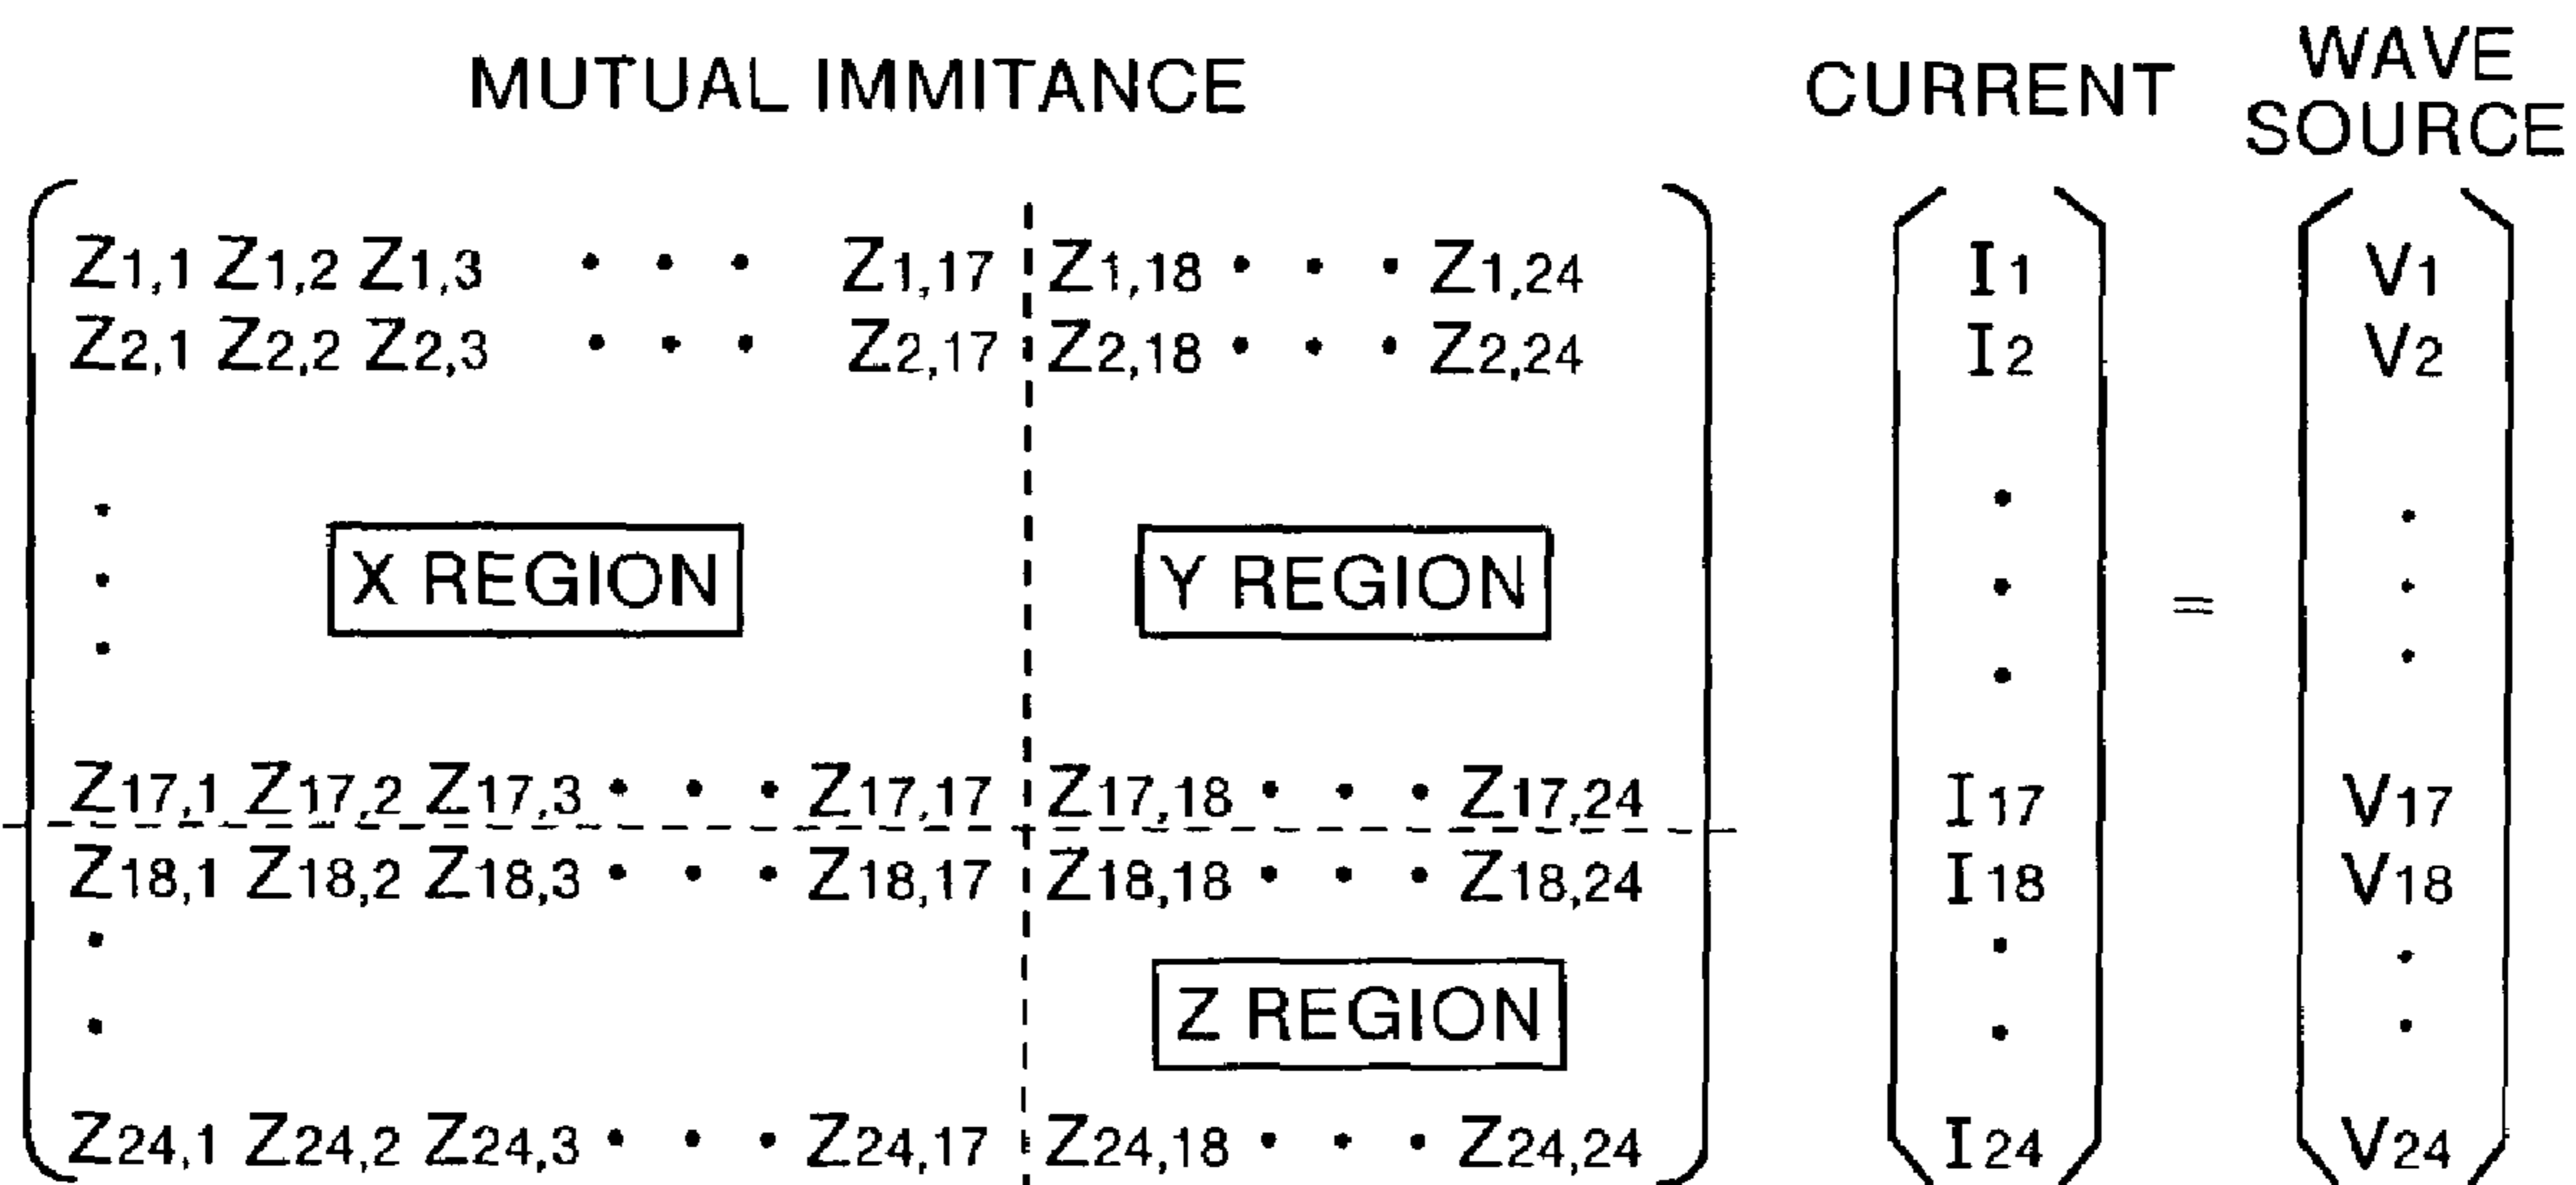 MUTUAL IMMITANCE CURRENT WAVE SOURCE
Z1,1 Z1,2 Z1,3 · · · Z1,17 Z1,18 · · · Z1,24 I1 V1
Z2,1 Z2,2 Z2,3 · · · Z2,17 Z2,18 · · · Z2,24 I2 V2
X REGION Y REGION =
Z17,1 Z17,2 Z17,3 · · · Z17,17 Z17,18 · · · Z17,24 I17 V17
Z18,1 Z18,2 Z18,3 · · · Z18,17 Z18,18 · · · Z18,24 I18 V18
Z REGION
Z24,1 Z24,2 Z24,3 · · · Z24,17 Z24,18 · · · Z24,24 I24 V24